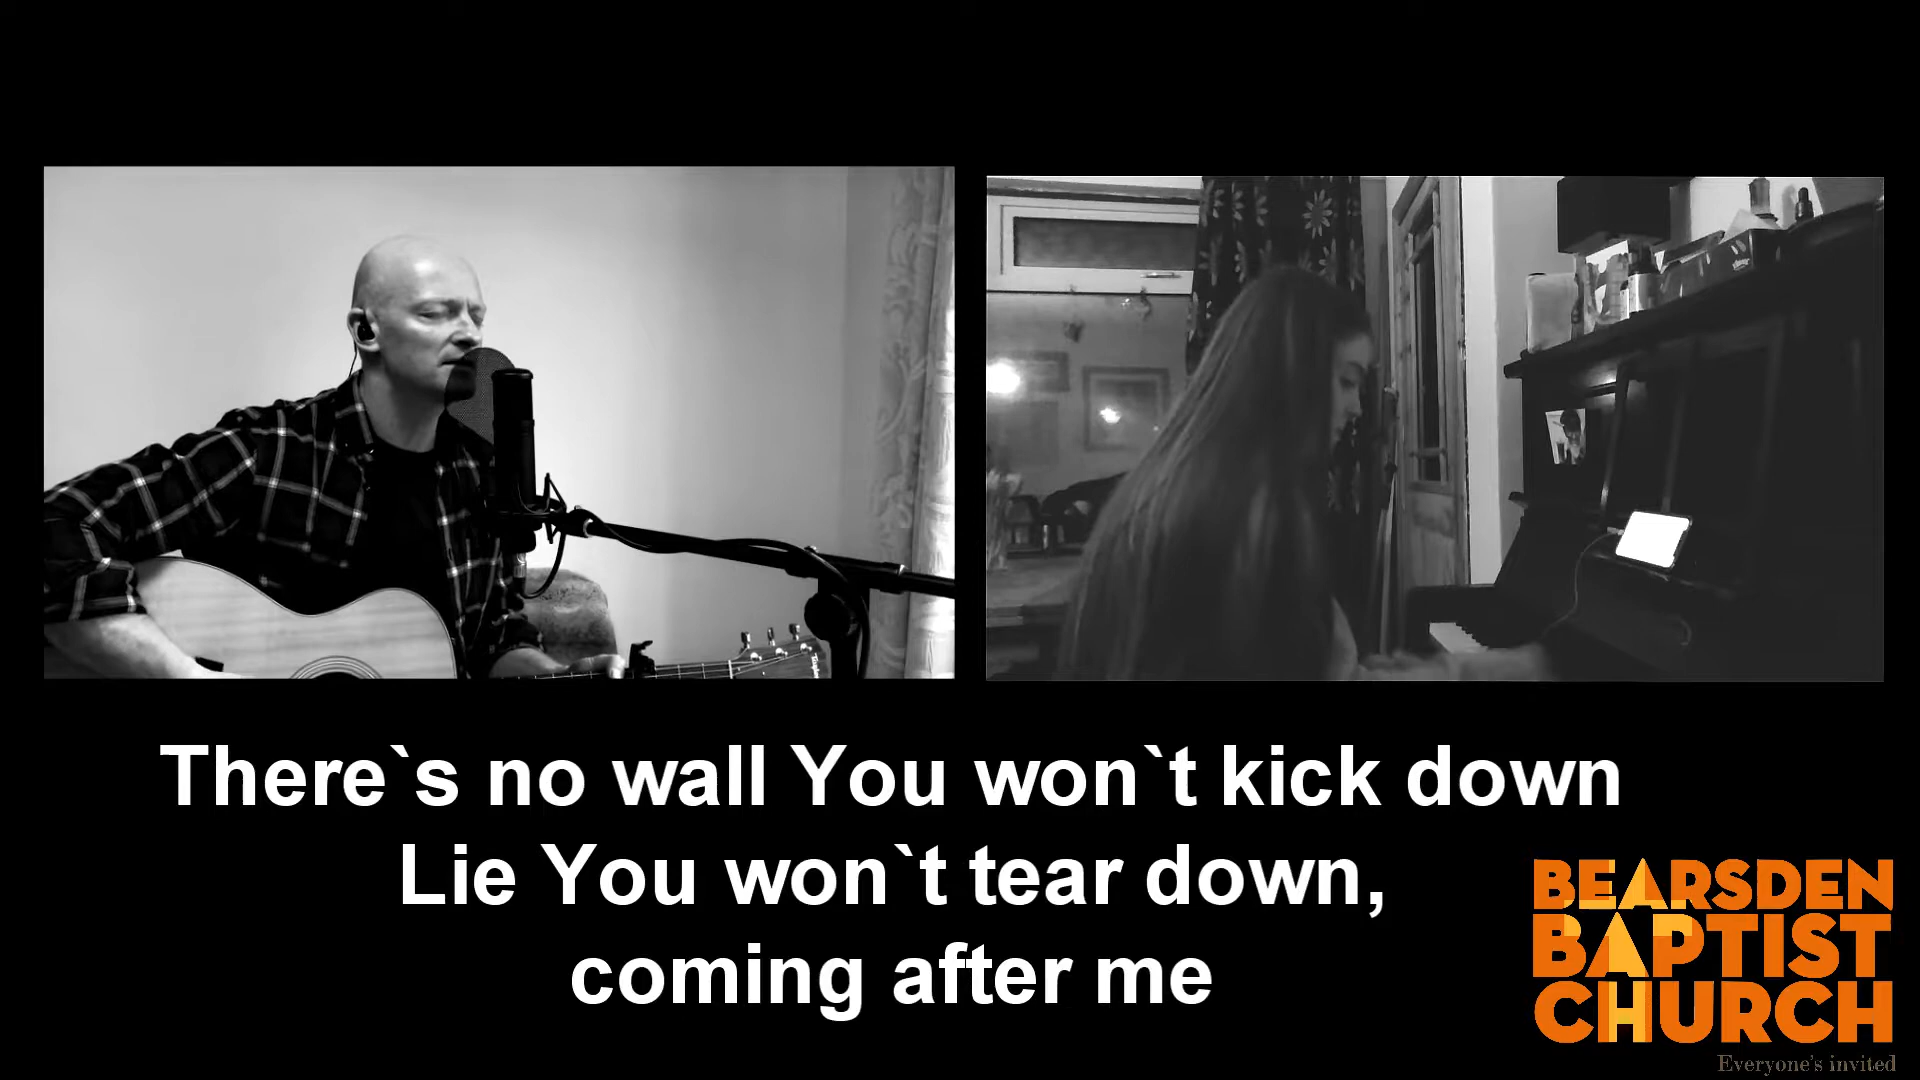 There`s no wall You won`t kick down
Lie You won`t tear down,
coming after me
BEARSDEN
BAPTIST
CHURCH
Everyone's invited